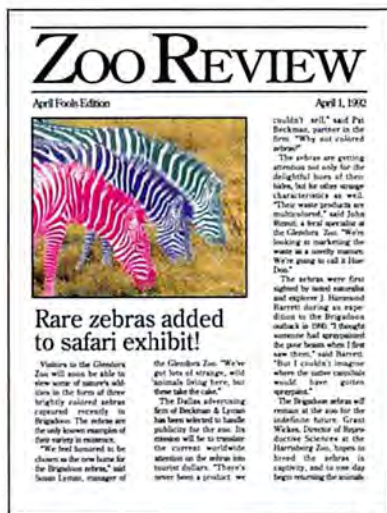 ZOO REVIEW
April Fools Edition
April 1, 1992
Rare zebras added
to safari exhibit!
Visitors to the Glendora
Zoo will soon be able to
view some of nature's odd-
ities in the form of three
brightly colored zebras
captured recently in
Brigadoon. The zebras are
the only known examples of
their variety in existence.
"We feel honored to be
chosen as the new home for
the Brigadoon zebras," said
Susan Lyman, manager of
the Glendora Zoo. "We've
got lots of strange, wild
animals living here, but
these take the cake."
The Dallas advertising
firm of Beckman & Lyman
has been selected to handle
publicity for the zoo. Its
mission will be to translate
the current worldwide
attention on the zebras into
tourist dollars. "There's
never been a product we
couldn't sell," said Pat
Beckman, partner in the
firm. "Why not colored
zebras?"
The zebras are getting
attention not only for the
delightful hues of their
hides, but for other strange
characteristics as well.
"Their waste products are
multicolored," said John
a fecal specialist at
the Glendora Zoo. "We're
looking at marketing the
waste as a novelty manure.
We're going to call it Hue-
Doo."
The zebras were first
sighted by noted naturalist
and explorer J. Hammond
Barrett during an expe-
dition to the Brigadoon
outback in 1990. "I thought
someone had spraypainted
the poor beasts when I first
saw them," said Barrett.
"But I couldn't imagine
where the native cannibals
would have gotten
spraypaint."
The Brigadoon zebras will
remain at the zoo for the
indefinite future. Grant
Wickes, Director of Repro-
ductive Sciences at the
Harrisburg Zoo, hopes to
breed the zebras in
captivity, and to one day
begin returning the animals